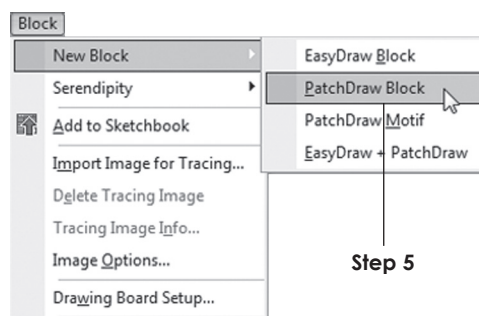 Block
New Block
Serendipity
Add to Sketchbook
Import Image for Tracing...
Delete Tracing Image
Tracing Image Info...
Image Options...
Drawing Board Setup...
EasyDraw Block
PatchDraw Block
PatchDraw Motif
EasyDraw + PatchDraw
Step 5